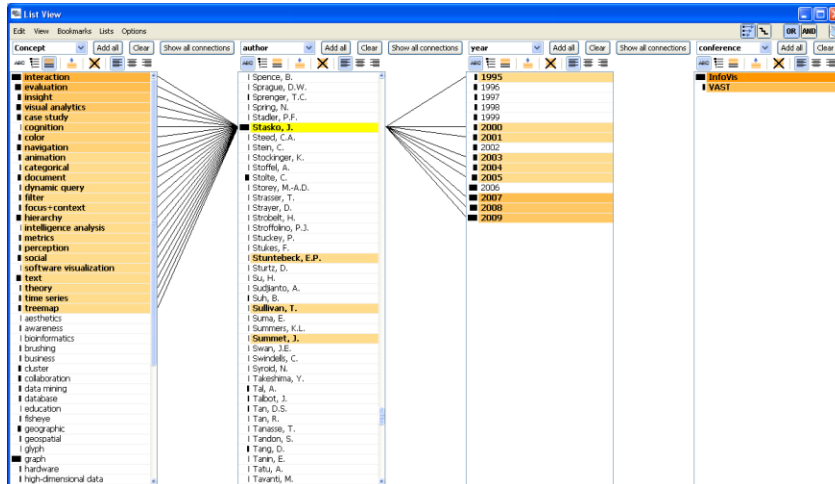 List View
Edit View Bookmarks Lists Options
OR AND
Concept Add all Clear Show all connections author Add all Clear Show all connections year Add all Clear Show all connections conference Add all Clear
interaction
evaluation
insight
visual analytics
case study
cognition
color
navigation
animation
categorical
document
dynamic query
filter
focus+context
hierarchy
intelligence analysis
metrics
perception
social
software visualization
text
theory
time series
treemap
aesthetics
awareness
bioinformatics
brushing
business
cluster
collaboration
data mining
database
education
fisheye
geographic
geospatial
glyph
graph
hardware
high-dimensional data
Spence, B.
Sprague, D.W.
Sprenger, T.C.
Spring, N.
Stadler, P.F.
Stasko, J.
Steed, C.A.
Stein, C.
Stockinger, K.
Stoffel, A.
Stolte, C.
Storey, M.-A.D.
Strasser, T.
Strayer, D.
Strobelt, H.
Stroffolino, P.J.
Stuckey, P.
Stukes, F.
Stuntebeck, E.P.
Sturtz, D.
Su, H.
Sudjianto, A.
Suh, B.
Sullivan, T.
Suma, E.
Summers, K.L.
Summet, J.
Swan, J.E.
Swindells, C.
Syroid, N.
Takeshima, Y.
Tal, A.
Talbot, J.
Tan, D.S.
Tan, R.
Tanasse, T.
Tandon, S.
Tang, D.
Tanin, E.
Tatu, A.
Tavanti, M.
1995
1996
1997
1998
1999
2000
2001
2002
2003
2004
2005
2006
2007
2008
2009
InfoVis
VAST